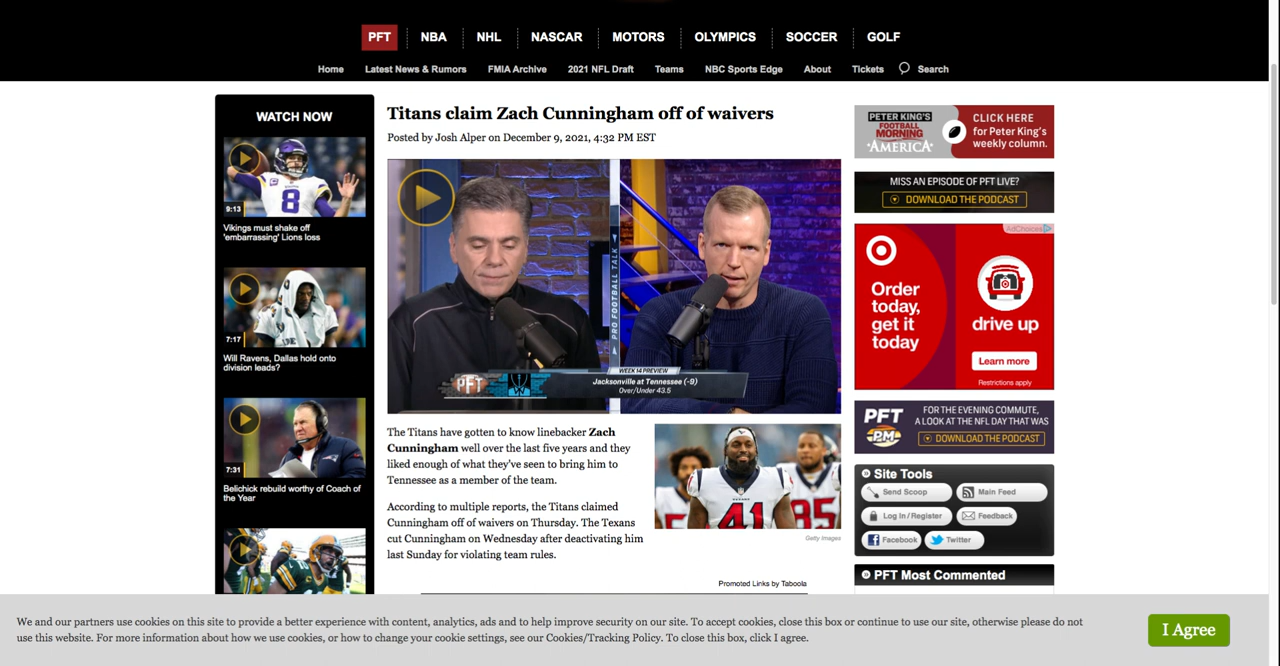 PFT
NBA
NHL
NASCAR
MOTORS
OLYMPICS
SOCCER
GOLF
Home
Latest News & Rumors
FMIA Archive
2021 NFL Draft
Teams
NBC Sports Edge
About
Tickets
Search
WATCH NOW
9:13
Vikings must shake off
'embarrassing' Lions loss
7:17
Will Ravens, Dallas hold onto
division leads?
7:31
Belichick rebuild worthy of Coach of
the Year
Titans claim Zach Cunningham off of waivers
Posted by Josh Alper on December 9, 2021, 4:32 PM EST
PRO FOOTBALL TALK
WEEK 14 PREVIEW
PFT
Jacksonville at Tennessee (-9)
Over/Under 43.5
The Titans have gotten to know linebacker Zach
Cunningham well over the last five years and they
liked enough of what they've seen to bring him to
Tennessee as a member of the team.
According to multiple reports, the Titans claimed
Cunningham off of waivers on Thursday. The Texans
cut Cunningham on Wednesday after deactivating him
last Sunday for violating team rules.
41
85
Getty Images
Promoted Links by Taboola
PETER KING'S
FOOTBALL
MORNING
IN
AMERICA
CLICK HERE
for Peter King's
weekly column.
MISS AN EPISODE OF PFT LIVE?
DOWNLOAD THE PODCAST
AdChoices
Order
today,
get it
today
drive up
Learn more
Restrictions apply
PFT
PM
FOR THE EVENING COMMUTE,
A LOOK AT THE NFL DAY THAT WAS
DOWNLOAD THE PODCAST
Site Tools
Send Scoop
Main Feed
Log In / Register
Feedback
Facebook
Twitter
PFT Most Commented
We and our partners use cookies on this site to provide a better experience with content, analytics, ads and to help improve security on our site. To accept cookies, close this box or continue to use our site, otherwise please do not
use this website. For more information about how we use cookies, or how to change your cookie settings, see our Cookies/Tracking Policy. To close this box, click I agree.
I Agree